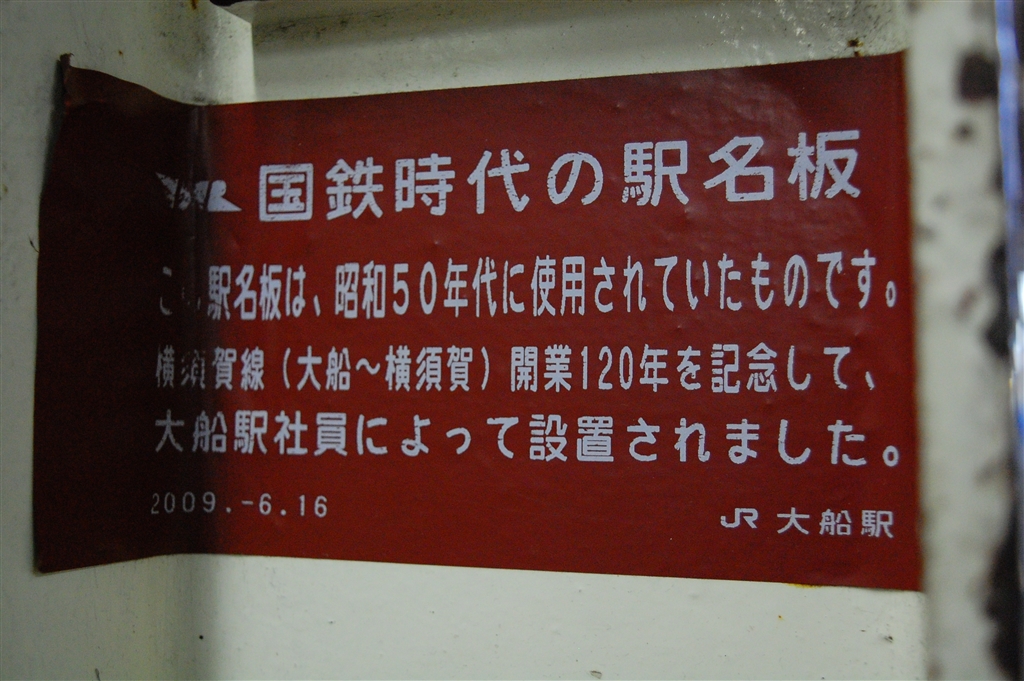 国鉄時代の駅名板
この駅名板は、昭和50年代に使用されていたものです。
横須賀線（大船～横須賀）開業120年を記念して、
大船駅社員によって設置されました。
2009.-6.16
JR 大船駅